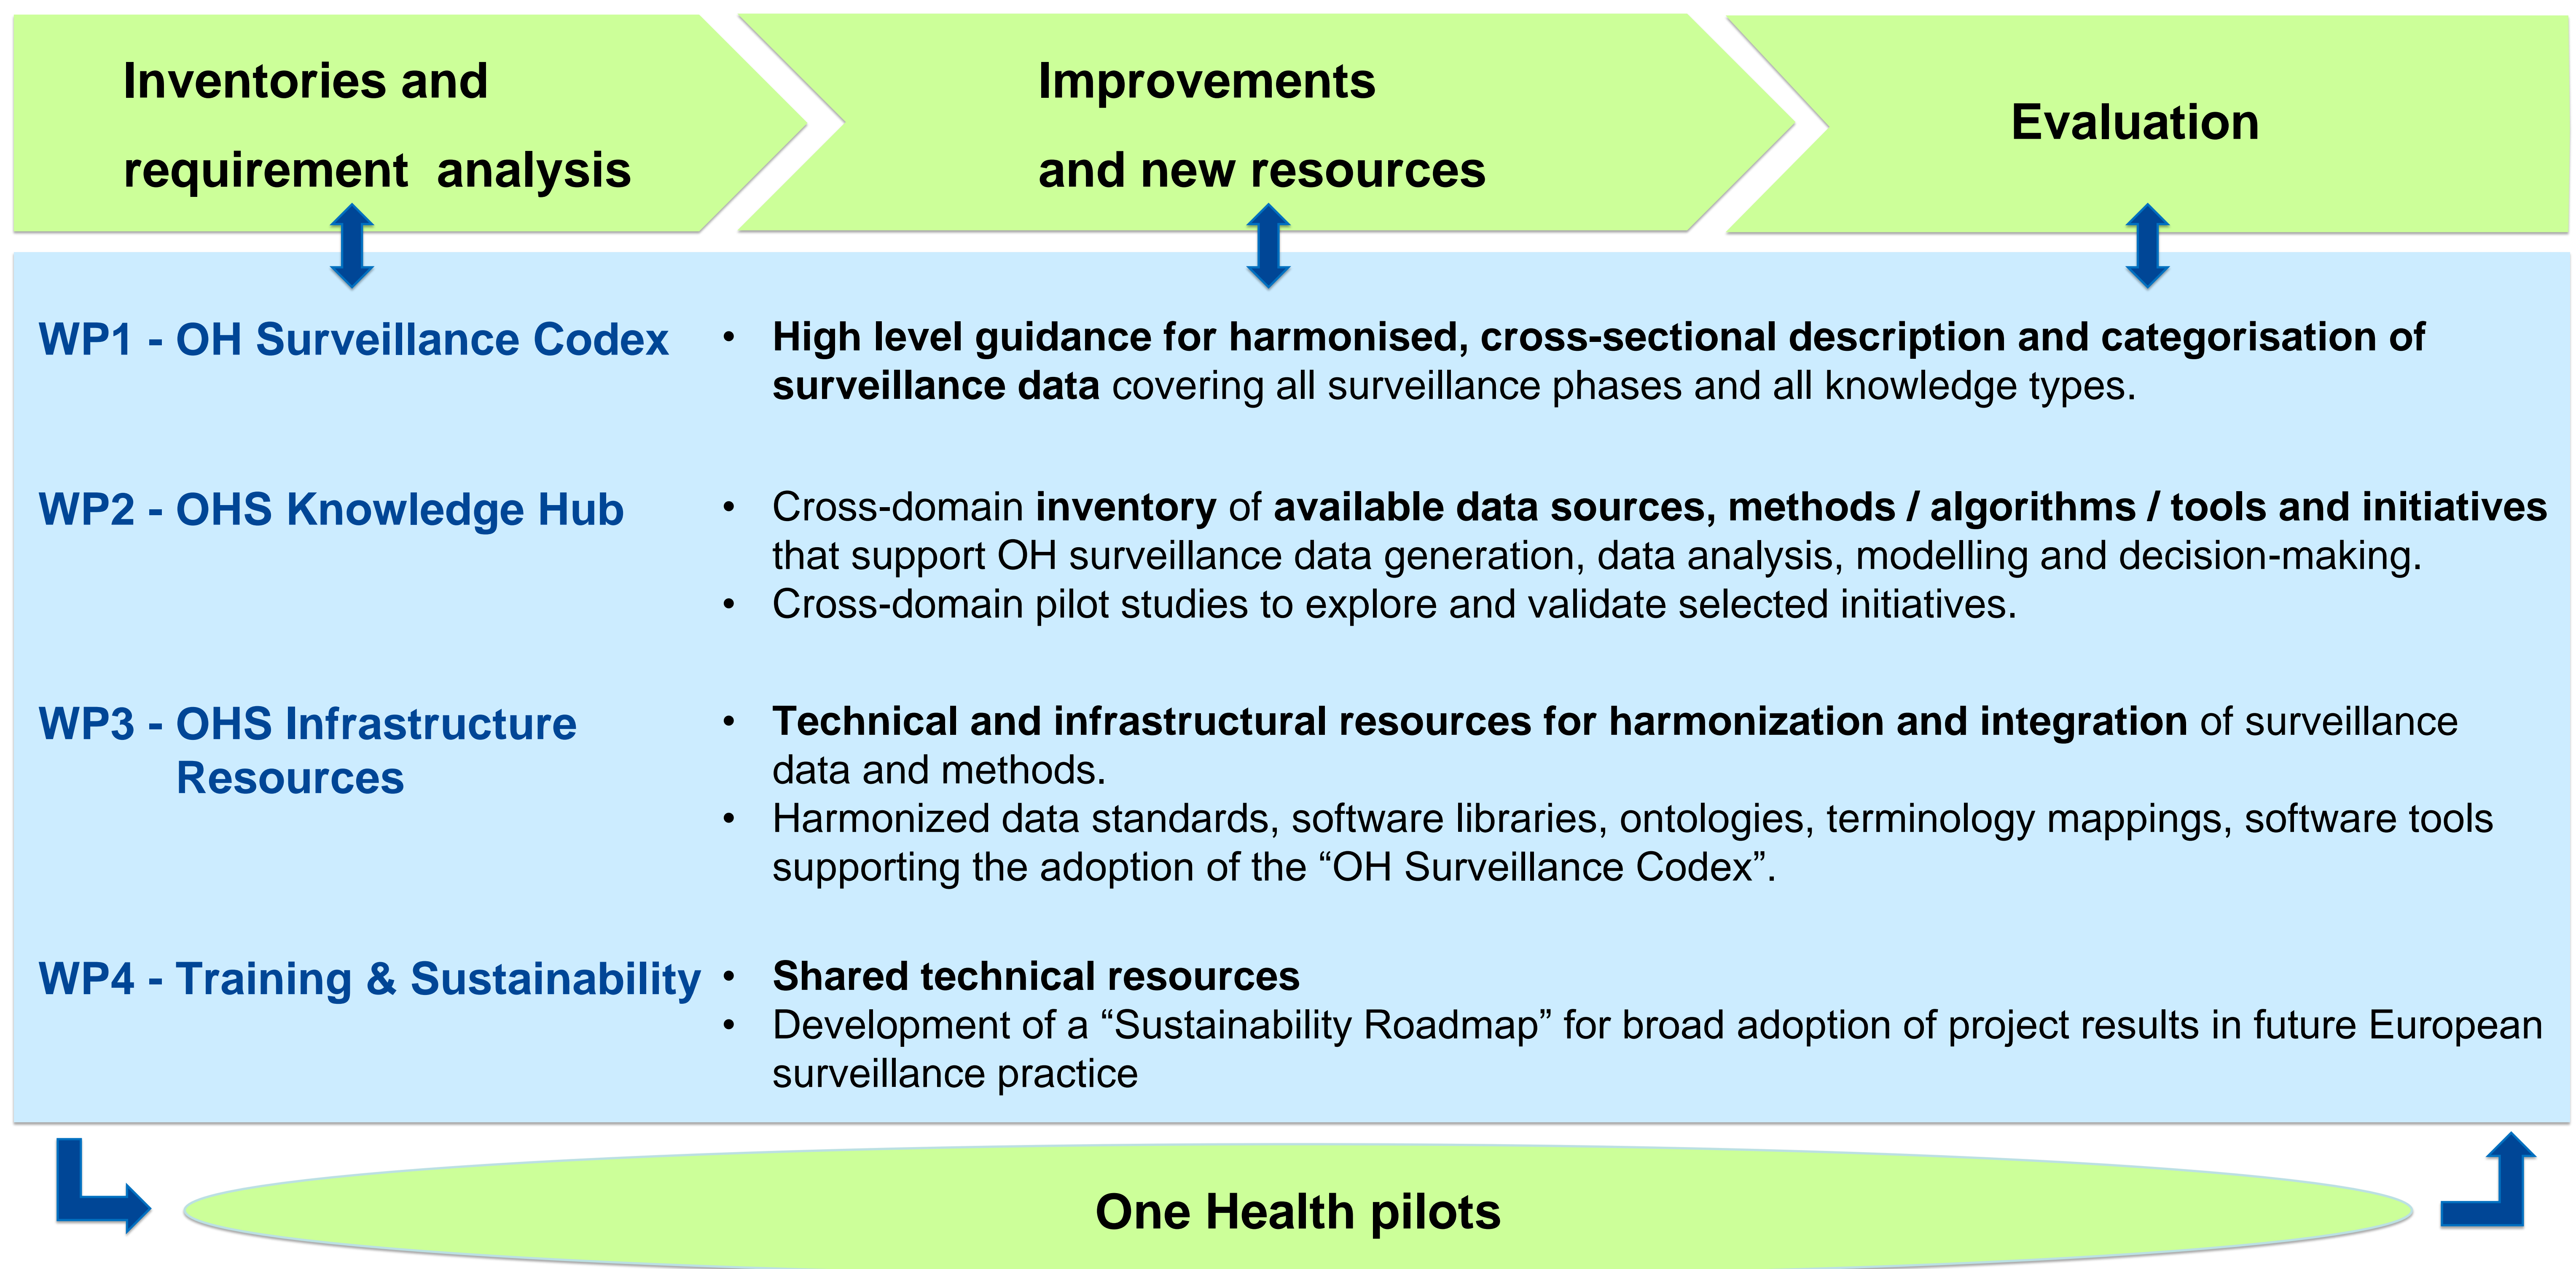 Inventories and
requirement  analysis
Improvements
and new resources
Evaluation
WP1 - OH Surveillance Codex
• High level guidance for harmonised, cross-sectional description and categorisation of
surveillance data covering all surveillance phases and all knowledge types.
WP2 - OHS Knowledge Hub
• Cross-domain inventory of available data sources, methods / algorithms / tools and initiatives
that support OH surveillance data generation, data analysis, modelling and decision-making.
• Cross-domain pilot studies to explore and validate selected initiatives.
WP3 - OHS Infrastructure
Resources
• Technical and infrastructural resources for harmonization and integration of surveillance
data and methods.
• Harmonized data standards, software libraries, ontologies, terminology mappings, software tools
supporting the adoption of the “OH Surveillance Codex”.
WP4 - Training & Sustainability
• Shared technical resources
• Development of a “Sustainability Roadmap” for broad adoption of project results in future European
surveillance practice
One Health pilots